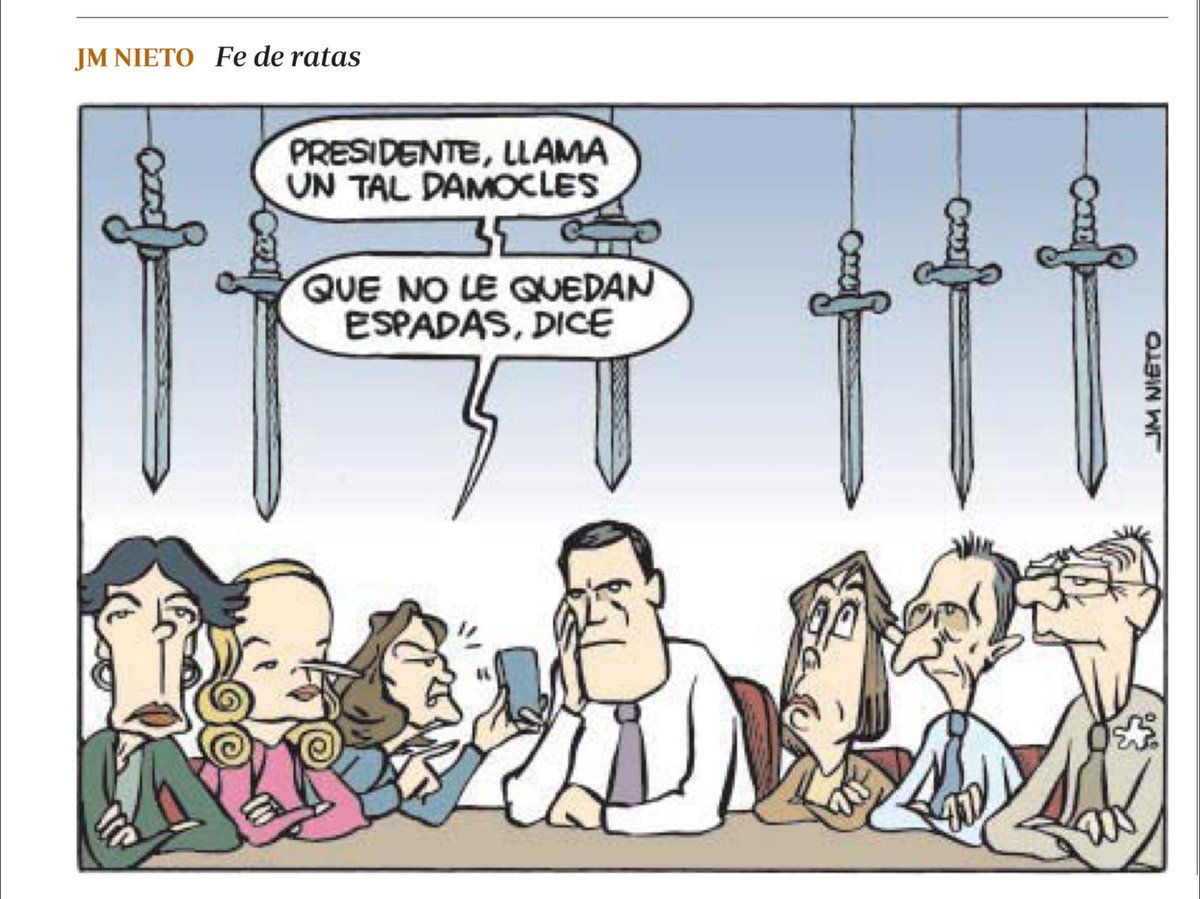 JM NIETO Fe de ratas
PRESIDENTE, LLAMA
UN TAL DAMOCLES
QUE NO LE QUEDAN
ESPADAS, DICE
JM NIETO